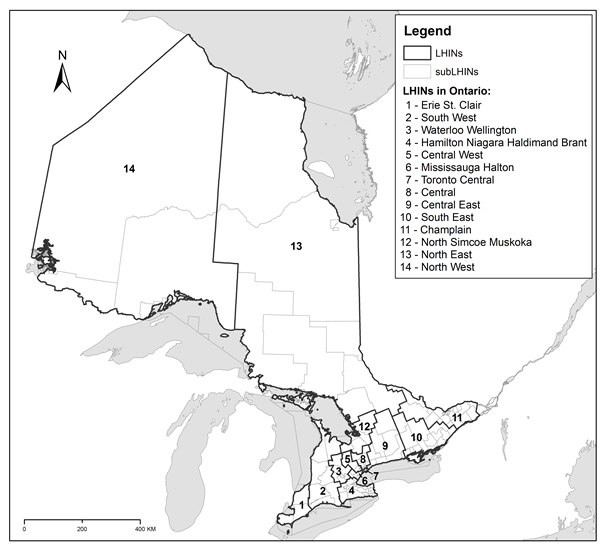 Legend
LHINs
subLHINs
LHINs in Ontario:
1 - Erie St. Clair
2 - South West
3 - Waterloo Wellington
4 - Hamilton Niagara Haldimand Brant
5 - Central West
6 - Mississauga Halton
7 - Toronto Central
8 - Central
9 - Central East
10 - South East
11 - Champlain
12 - North Simcoe Muskoka
13 - North East
14 - North West
N
14
13
12
11
10
9
5
8
3
7
6
4
2
1
0 200 400 KM